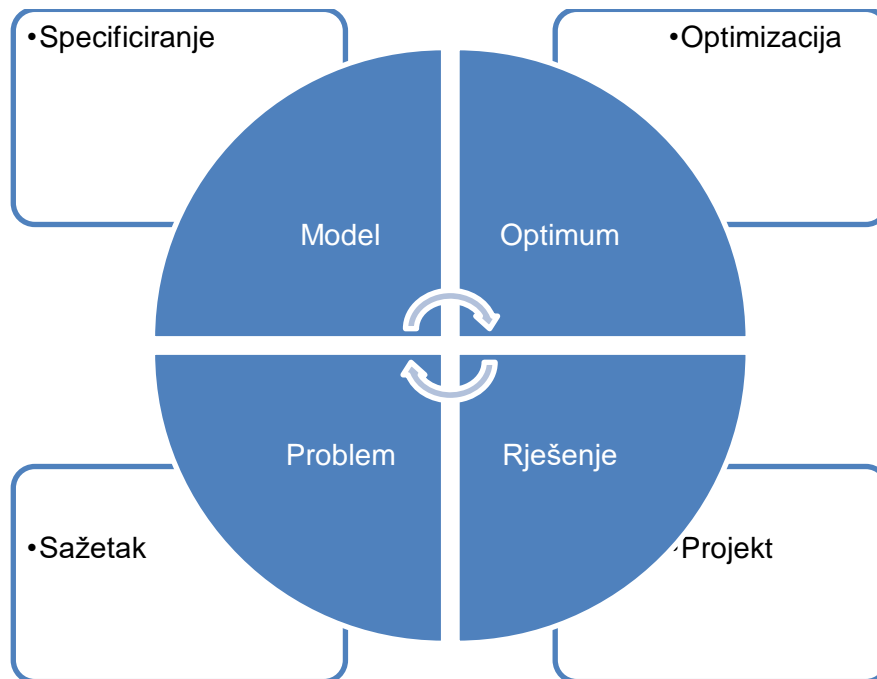 •Specificiranje
•Optimizacija
Model
Optimum
Problem
Rješenje
•Sažetak
•Projekt